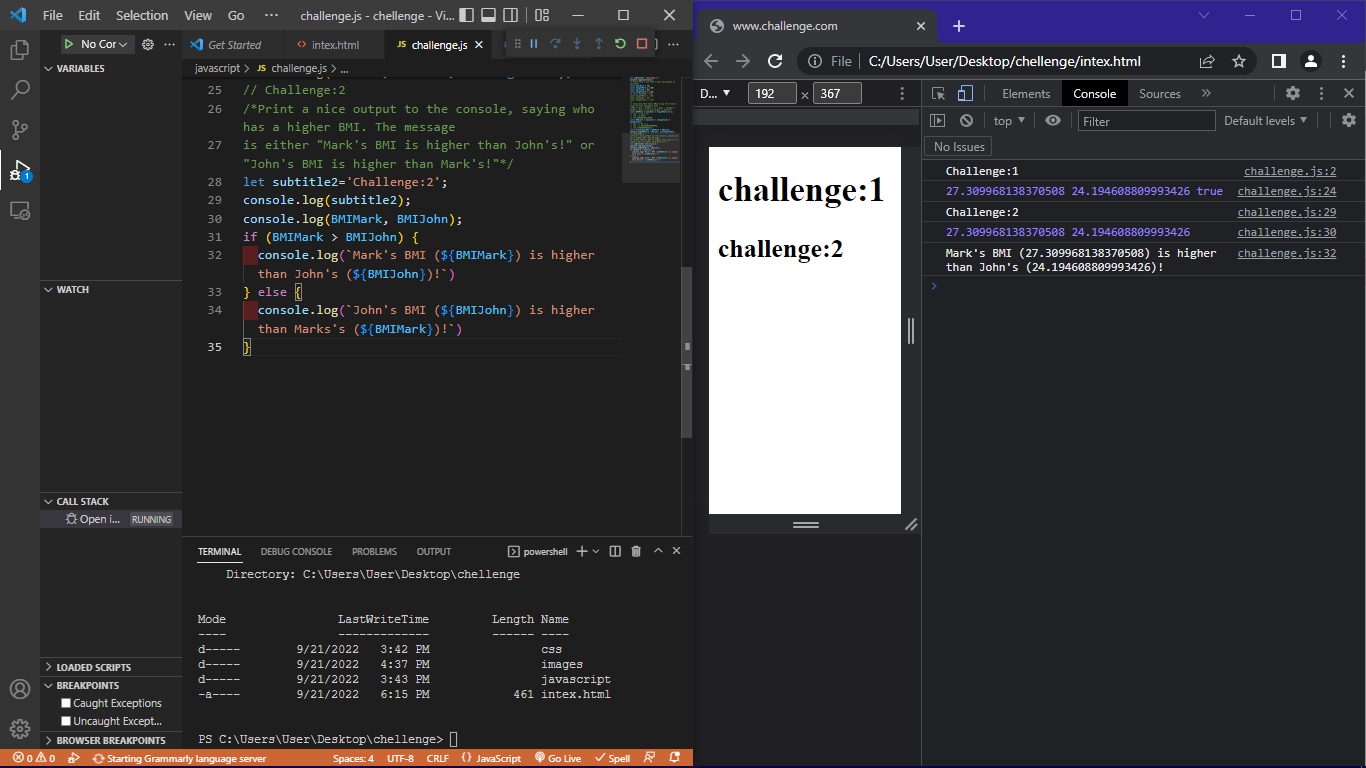 File Edit Selection View Go ··· challenge.js - chellenge - Vi...
No Cor
VARIABLES
WATCH
CALL STACK
Open i... RUNNING
LOADED SCRIPTS
BREAKPOINTS
Caught Exceptions
Uncaught Except...
BROWSER BREAKPOINTS
Get Started intex.html JS challenge.js
javascript > JS challenge.js > ...
25 // Challenge:2
26 /*Print a nice output to the console, saying who
has a higher BMI. The message
27 is either "Mark's BMI is higher than John's!" or
"John's BMI is higher than Mark's!"*/
28 let subtitle2='Challenge:2';
29 console.log(subtitle2);
30 console.log(BMIMark, BMIJohn);
31 if (BMIMark > BMIJohn) {
32 console.log(`Mark's BMI (${BMIMark}) is higher
than John's (${BMIJohn})!`)
33 } else {
34 console.log(`John's BMI (${BMIJohn}) is higher
than Marks's (${BMIMark})!`)
35 }
TERMINAL DEBUG CONSOLE PROBLEMS OUTPUT powershell
Directory: C:\Users\User\Desktop\chellenge
Mode LastWriteTime Length Name
---- ------------- ------ ----
d----- 9/21/2022 3:42 PM css
d----- 9/21/2022 4:37 PM images
d----- 9/21/2022 3:43 PM javascript
-a---- 9/21/2022 6:15 PM 461 intex.html
PS C:\Users\User\Desktop\chellenge>
0 0 Starting Grammarly language server Spaces: 4 UTF-8 CRLF {} JavaScript Go Live Spell
www.challenge.com
File C:/Users/User/Desktop/chellenge/intex.html
D... 192 × 367
challenge:1
challenge:2
Elements Console Sources »
top Filter Default levels
No Issues
Challenge:1 challenge.js:2
27.309968138370508 24.194608809993426 true challenge.js:24
Challenge:2 challenge.js:29
27.309968138370508 24.194608809993426 challenge.js:30
Mark's BMI (27.309968138370508) is higher challenge.js:32
than John's (24.194608809993426)!